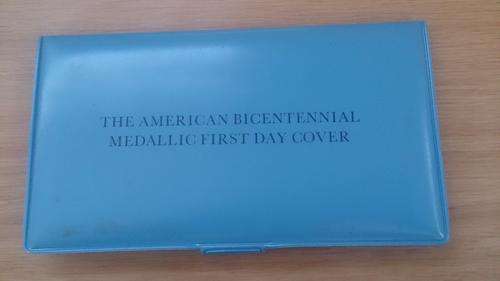 THE AMERICAN BICENTENNIAL
MEDALLIC FIRST DAY COVER